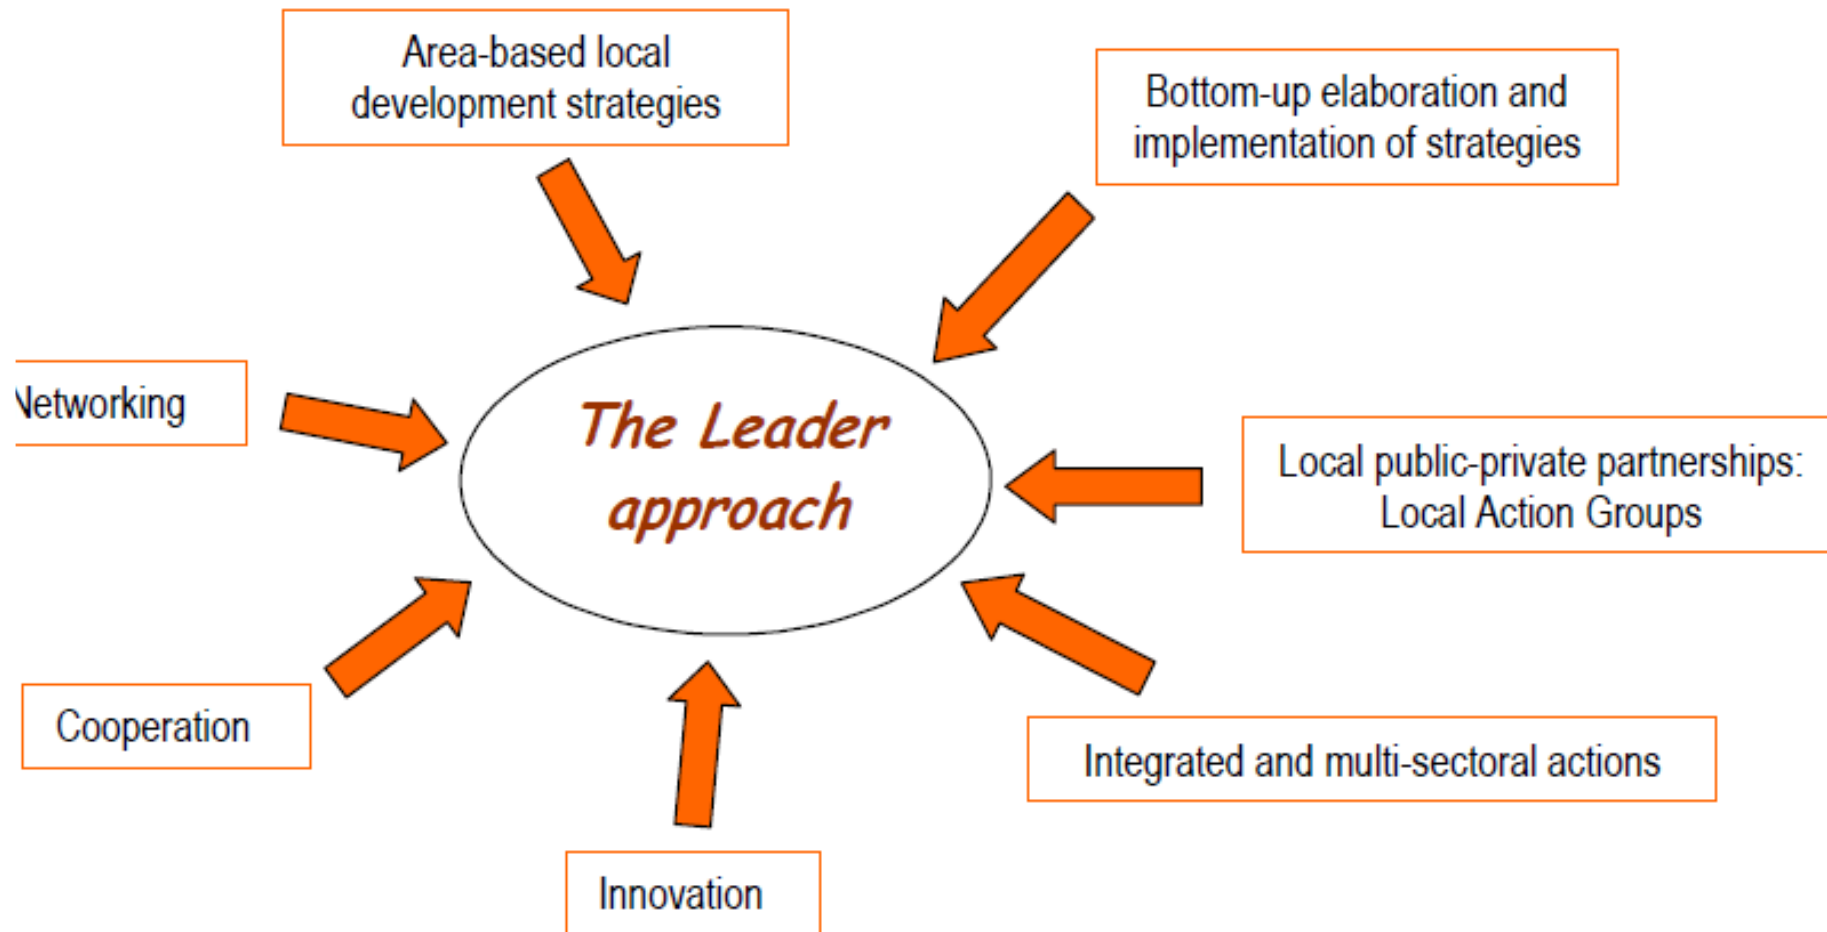 Area-based local
development strategies
Bottom-up elaboration and
implementation of strategies
Networking
The Leader
approach
Local public-private partnerships:
Local Action Groups
Cooperation
Integrated and multi-sectoral actions
Innovation